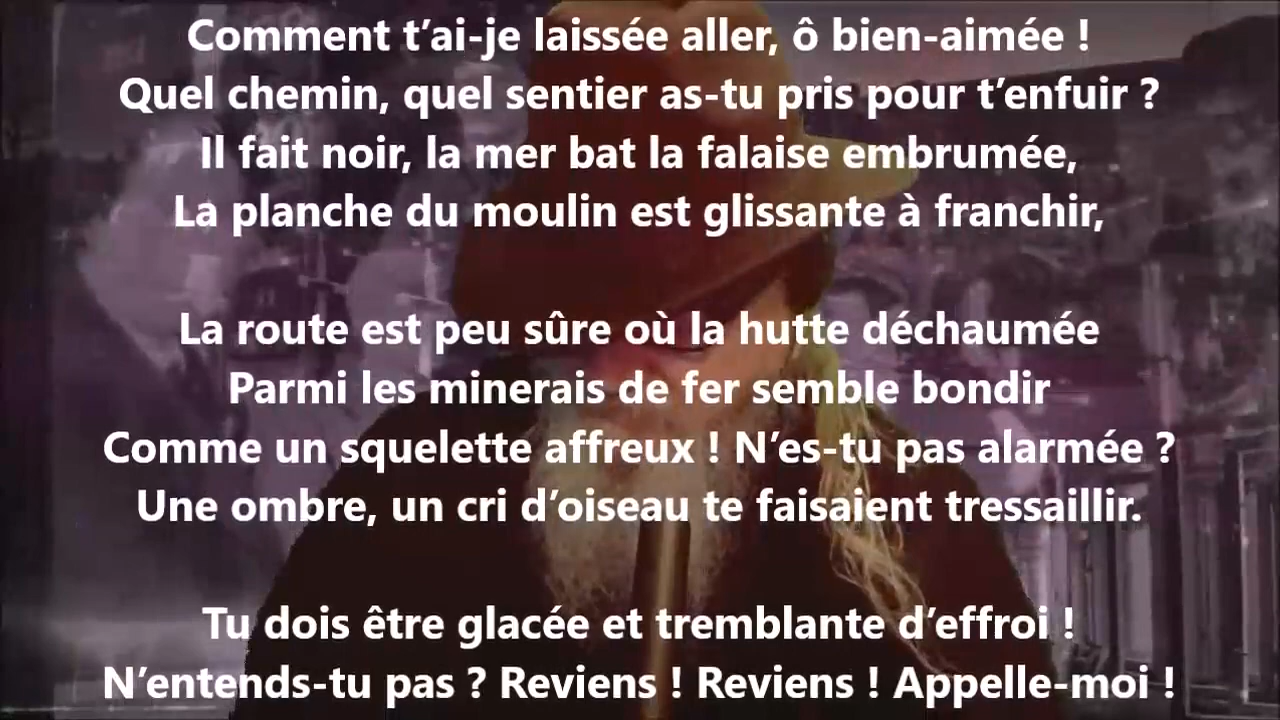 Comment t’ai-je laissée aller, ô bien-aimée !
Quel chemin, quel sentier as-tu pris pour t’enfuir ?
Il fait noir, la mer bat la falaise embrumée,
La planche du moulin est glissante à franchir,
La route est peu sûre où la hutte déchaumée
Parmi les minerais de fer semble bondir
Comme un squelette affreux ! N’es-tu pas alarmée ?
Une ombre, un cri d’oiseau te faisaient tressaillir.
Tu dois être glacée et tremblante d’effroi !
N’entends-tu pas ? Reviens ! Reviens ! Appelle-moi !